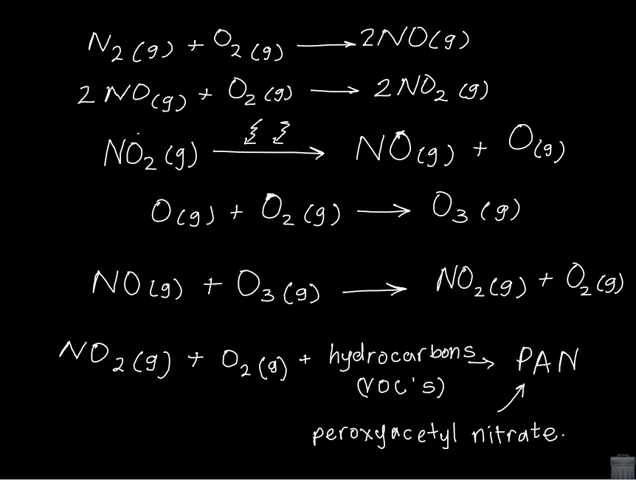 N₂(g) + O₂(g) → 2NO(g)
2NO(g) + O₂(g) → 2NO₂(g)
NO₂(g) → NO(g) + O(g)
O(g) + O₂(g) → O₃(g)
NO(g) + O₃(g) → NO₂(g) + O₂(g)
NO₂(g) + O₂(g) + hydrocarbons → PAN
(VOC's)
peroxyacetyl nitrate.